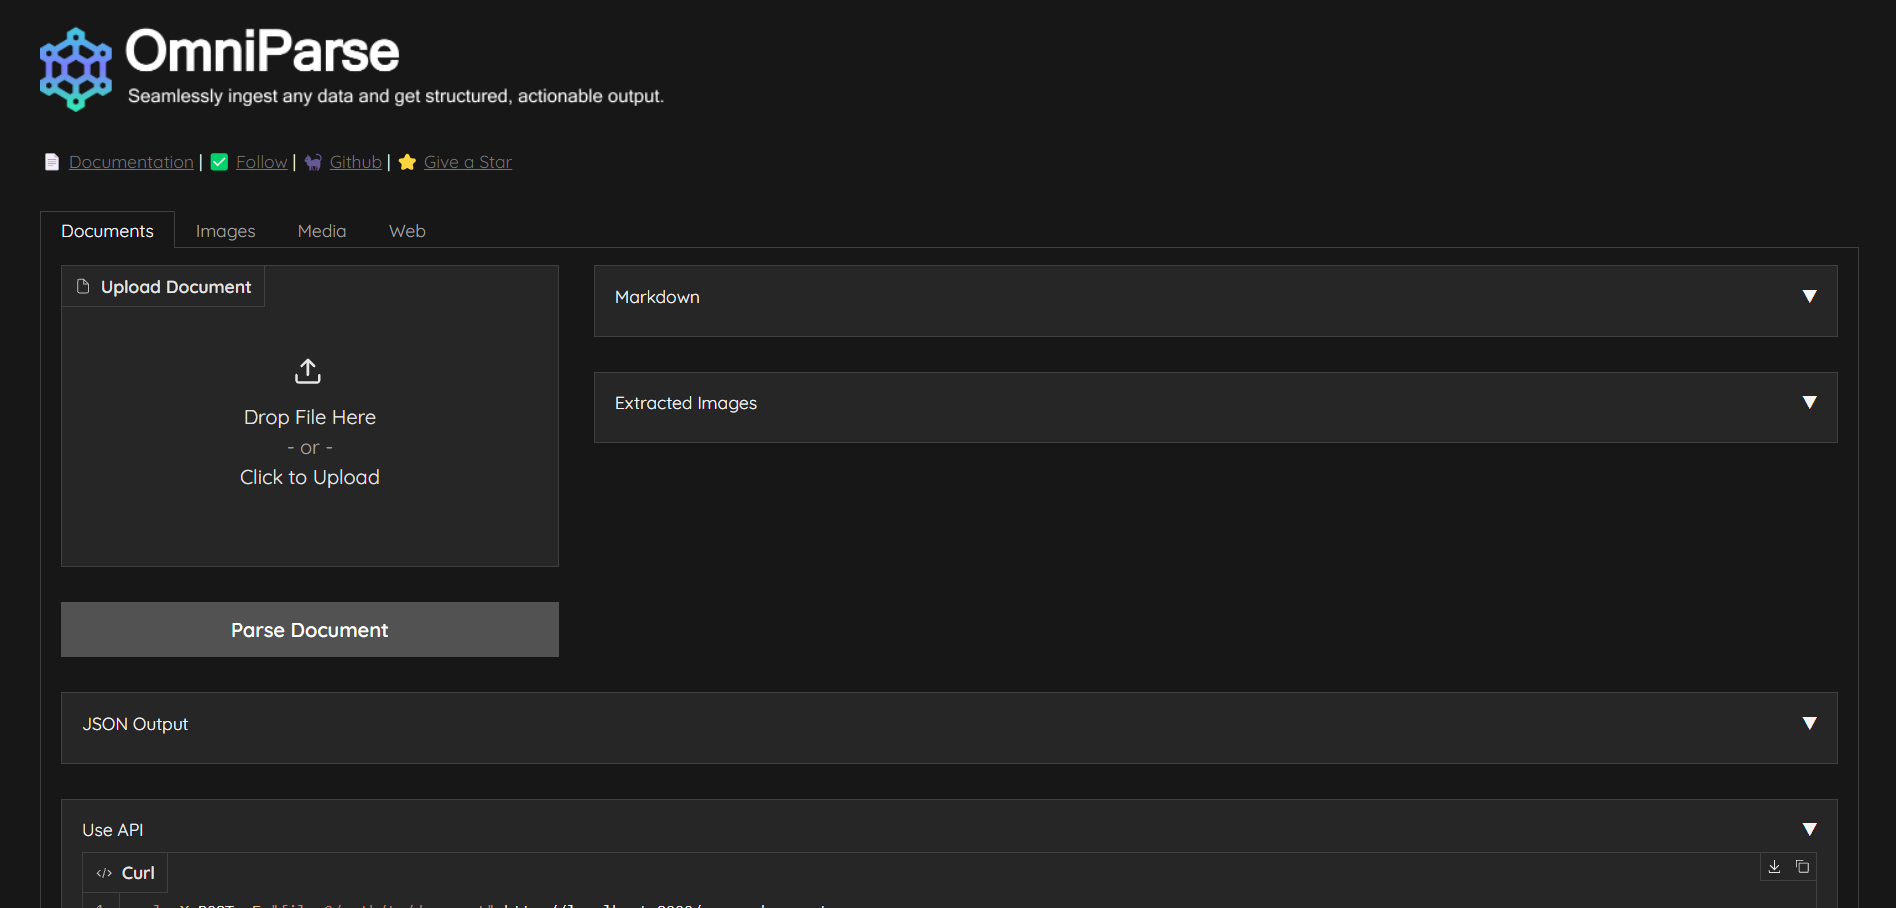 OmniParse
Seamlessly ingest any data and get structured, actionable output.
Documentation | Follow | Github | Give a Star
Documents Images Media Web
Upload Document
Drop File Here
- or -
Click to Upload
Parse Document
Markdown
Extracted Images
JSON Output
Use API
</> Curl